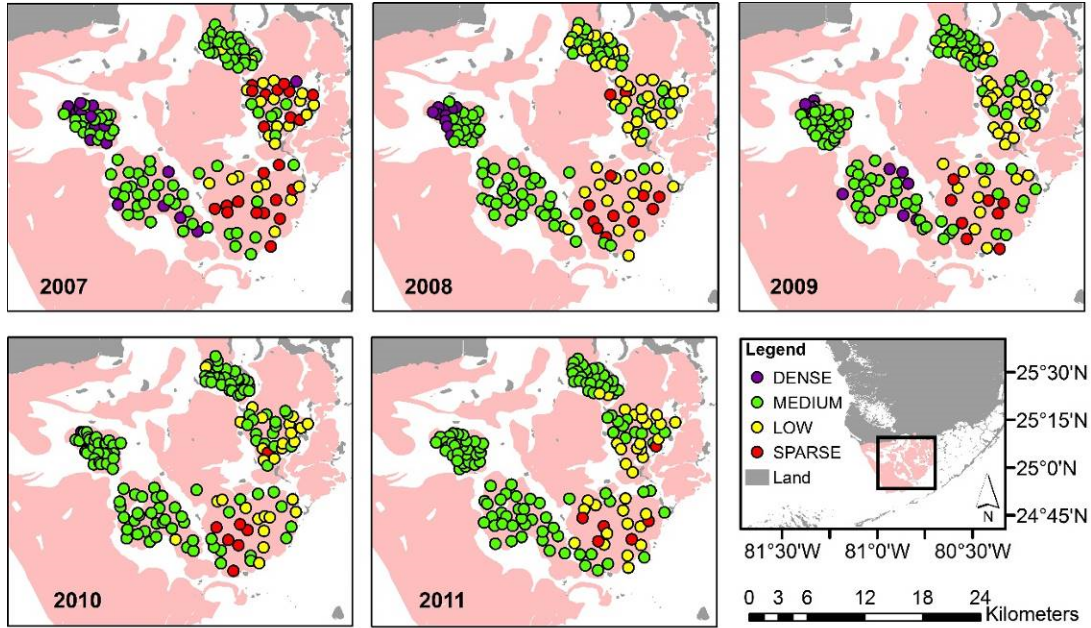 2007
2008
2009
2010
2011
Legend
DENSE
MEDIUM
LOW
SPARSE
Land
N
25°30'N
25°15'N
25°0'N
24°45'N
81°30'W 81°0'W 80°30'W
0 3 6 12 18 24
Kilometers